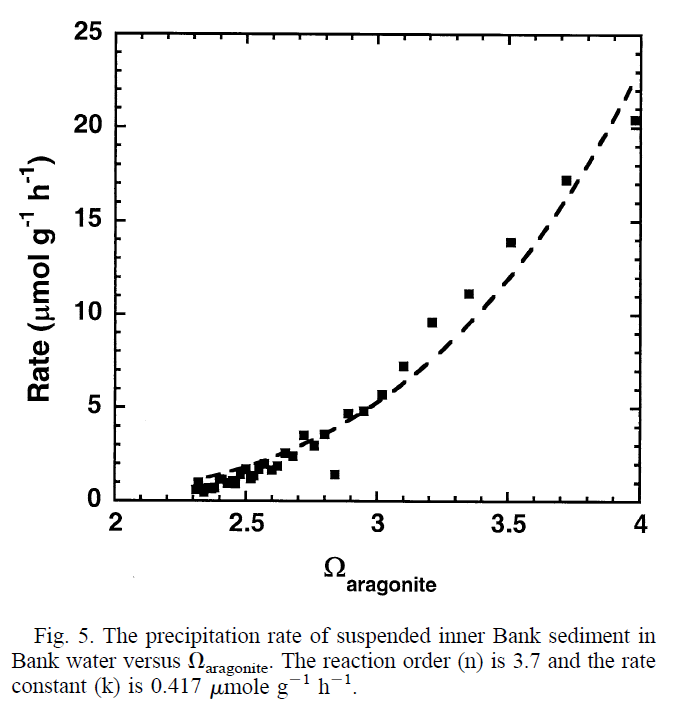 25
20
15
10
5
0
Rate (μmol g⁻¹ h⁻¹)
2 2.5 3 3.5 4
Ω aragonite
Fig. 5. The precipitation rate of suspended inner Bank sediment in
Bank water versus Ωaragonite. The reaction order (n) is 3.7 and the rate
constant (k) is 0.417 μmole g⁻¹ h⁻¹.